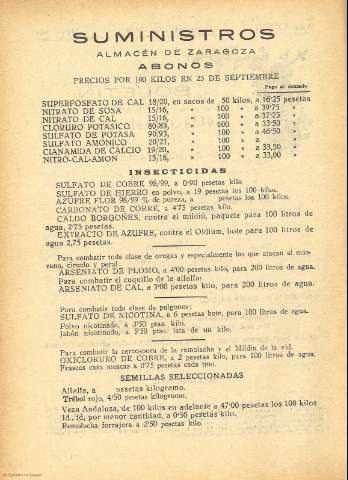 SUMINISTROS
ALMACÉN DE ZARAGOZA
ABONOS
PRECIOS POR 100 KILOS EN 25 DE SEPTIEMBRE
Pago al contado
SUPERFOSFATO DE CAL 18/20, en sacos de 50 kilos, a 16'25 pesetas
NITRATO DE SOSA 15/16, » 100 » a 39'75 »
NITRATO DE CAL 15/16, » 100 » a 37'75 »
CLORURO POTASICO 80/83, » 100 » a 33'50 »
SULFATO DE POTASA 90/93, » 100 » a 46'50 »
SULFATO AMONICO 20/21, » 100 » a »
CIANAMIDA DE CALCIO 19/20, » 100 » a 33,50 »
NITRO-CAL-AMON 15/16, » 100 » a 33,00 »
INSECTICIDAS
SULFATO DE COBRE 98/99, a 0'90 pesetas kilo
SULFATO DE HIERRO en polvo, a 19 pesetas los 100 kilos.
AZUFRE FLOR 98/99 % de pureza, a pesetas los 100 kilos.
CARBONATO DE COBRE, a 4'75 pesetas kilo.
CALDO BORGOÑES, contra el mildiú, paquete para 100 litros de
agua, 2'75 pesetas.
EXTRACTO DE AZUFRE, contra el Oidium, bote para 100 litros de
agua 2,75 pesetas.
Para combatir toda clase de orugas y especialmente las que atacan al man-
zano, ciruelo y peral:
ARSENIATO DE PLOMO, a 4'00 pesetas kilo, para 200 litros de agua.
Para combatir el cuquillo de la alfalfa:
ARSENIATO DE CAL, a 3'00 pesetas kilo, para 200 litros de agua.
Para combatir toda clase de pulgones:
SULFATO DE NICOTINA, a 6 pesetas bote, para 100 litros de agua.
Polvo nicotinado, a 3'50 ptas. kilo.
Jabón nicotinado, a 5'50 ptas. lata de un kilo.
Para combatir la cercospora de la remolacha y el Mildiu de la vid.
OXICLORURO DE COBRE, a 2 pesetas kilo, para 100 litros de agua.
Frascos caza moscas a 0'75 pesetas cada uno.
SEMILLAS SELECCIONADAS
Alfalfa, a pesetas kilogramo.
Trébol rojo, 4'50 pesetas kilogramo.
Veza Andaluza, de 100 kilos en adelante a 47'00 pesetas los 100 kilos
Id., id., por menor cantidad, a 0'50 pesetas kilo.
Remolacha forrajera a 2'50 pesetas kilo.